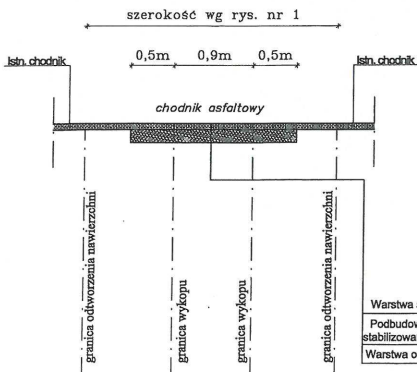 szerokość wg rys. nr 1
0,5m 0,9m 0,5m
Istn. chodnik
Istn. chodnik
chodnik asfaltowy
granica odtworzenia nawierzchni
granica wykopu
granica wykopu
granica odtworzenia nawierzchni
Warstwa
Podbudow
stabilizowa
Warstwa o